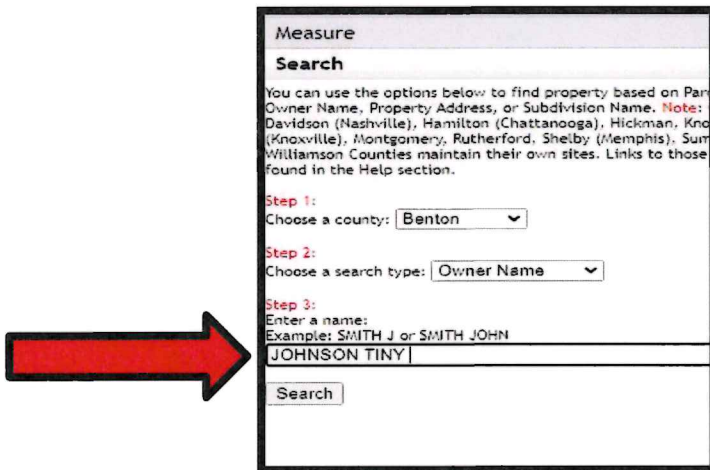 Measure
Search
You can use the options below to find property based on Par
Owner Name, Property Address, or Subdivision Name. Note:
Davidson (Nashville), Hamilton (Chattanooga), Hickman, Kno
(Knoxville), Montgomery, Rutherford, Shelby (Memphis), Sum
Williamson Counties maintain their own sites. Links to those
found in the Help section.
Step 1:
Choose a county: Benton
Step 2:
Choose a search type: Owner Name
Step 3:
Enter a name:
Example: SMITH J or SMITH JOHN
JOHNSON TINY
Search